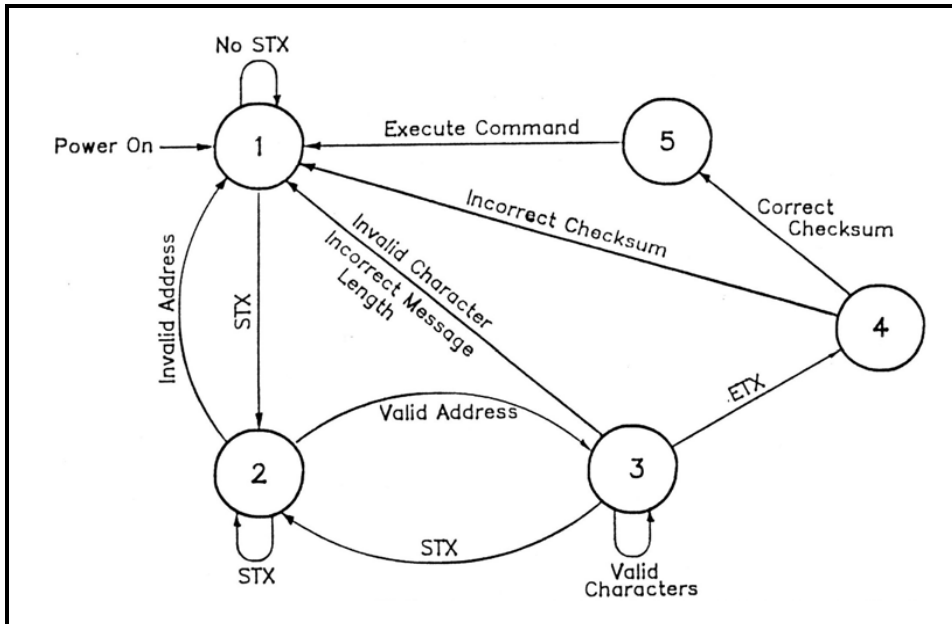 No STX
Power On
1
Execute Command
5
Incorrect Checksum
Correct
Checksum
Invalid Character
Incorrect Message
Length
Invalid Address
STX
4
ETX
Valid Address
2
3
STX
STX
Valid
Characters